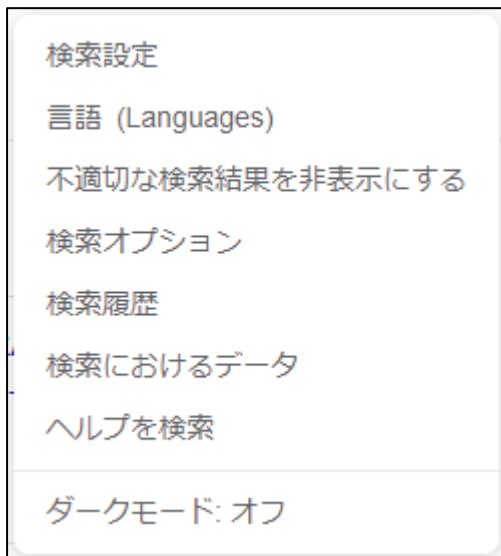 検索設定
言語 (Languages)
不適切な検索結果を非表示にする
検索オプション
検索履歴
検索におけるデータ
ヘルプを検索
ダークモード: オフ